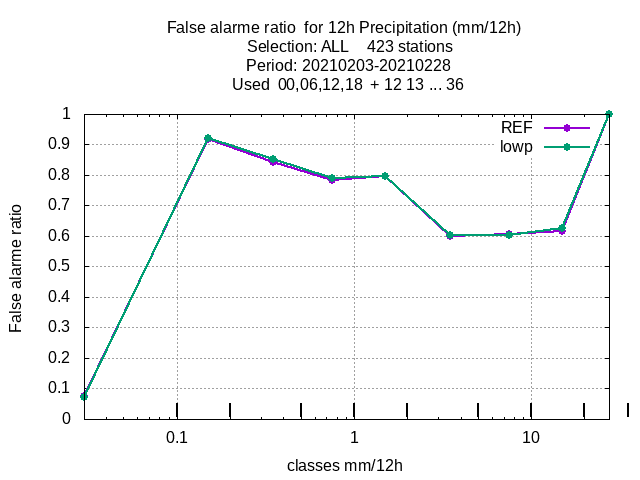 False alarme ratio  for 12h Precipitation (mm/12h)
Selection: ALL    423 stations
Period: 20210203-20210228
Used  00,06,12,18  + 12 13 ... 36
REF
lowp
1
0.9
0.8
0.7
0.6
0.5
0.4
0.3
0.2
0.1
0
False alarme ratio
0.1
1
10
classes mm/12h